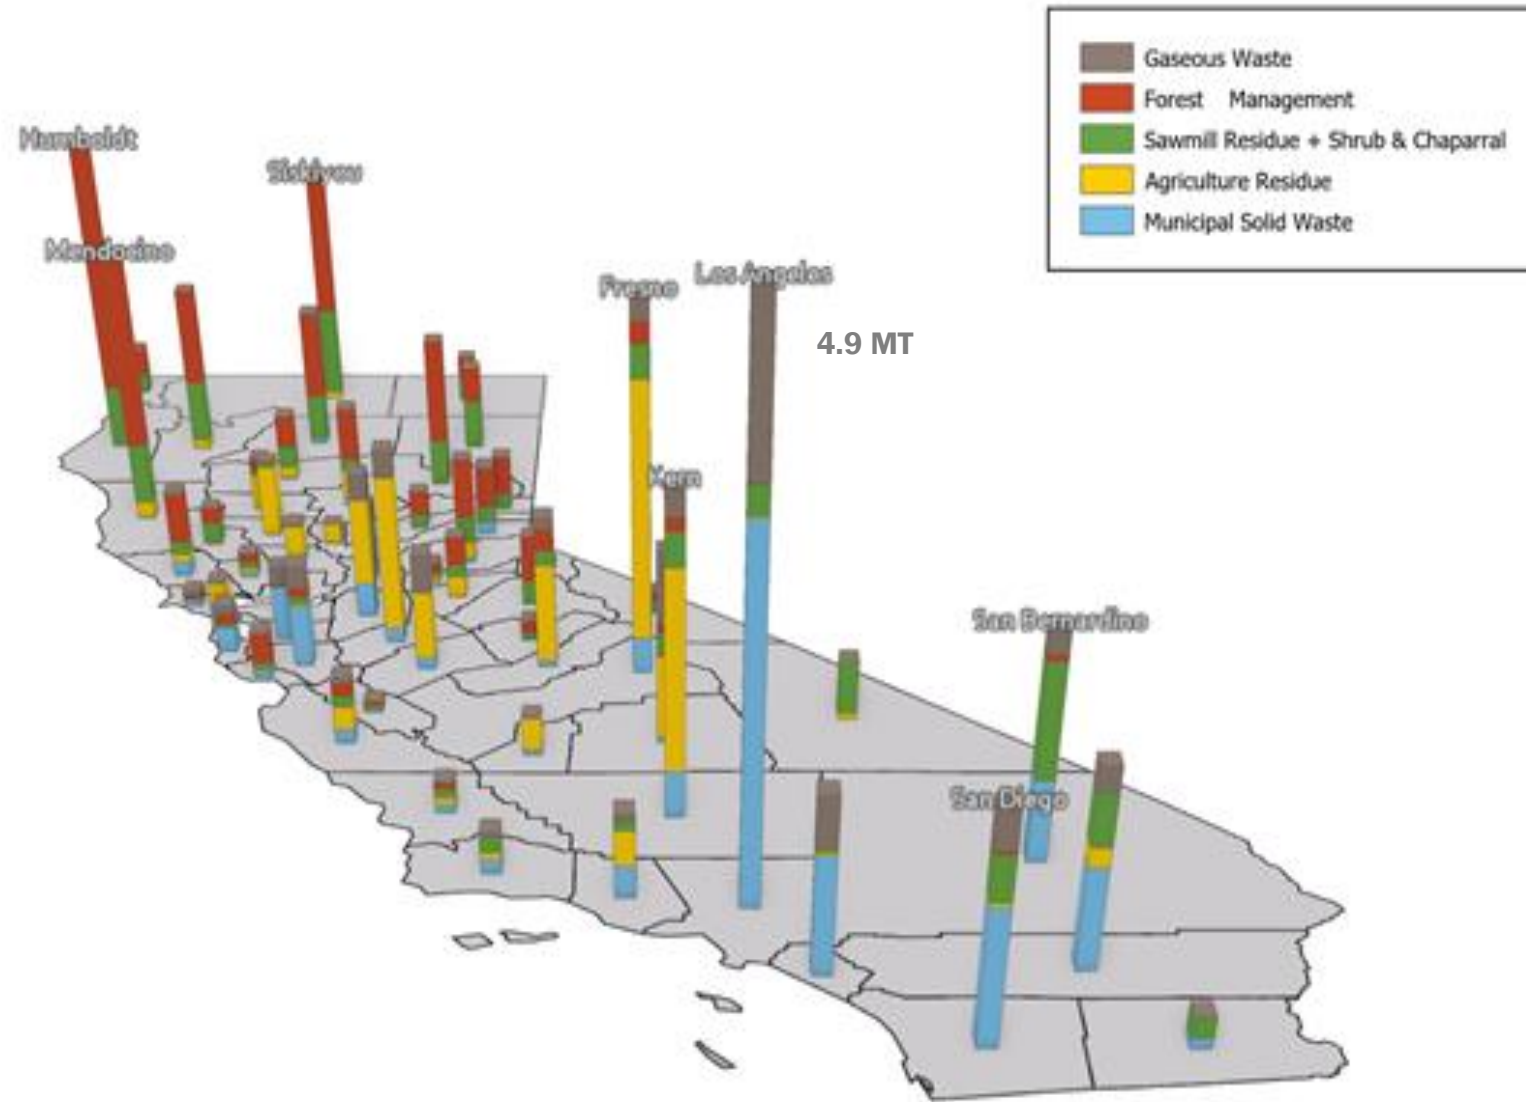 Gaseous Waste
Forest Management
Sawmill Residue + Shrub & Chaparral
Agriculture Residue
Municipal Solid Waste
Humboldt
Siskiyou
Mendocino
Fresno
Los Angeles
4.9 MT
Kern
San Bernardino
San Diego